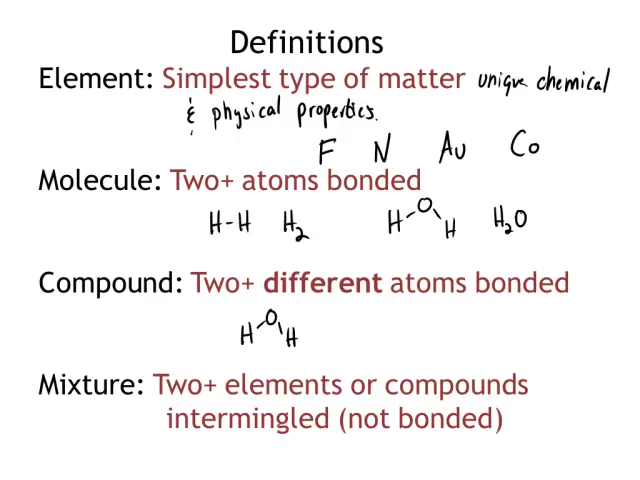 Definitions
Element: Simplest type of matter unique chemical
& physical properties.
F N Au Co
Molecule: Two+ atoms bonded
H-H H₂ H-O-H H₂O
Compound: Two+ different atoms bonded
H-O-H
Mixture: Two+ elements or compounds
intermingled (not bonded)